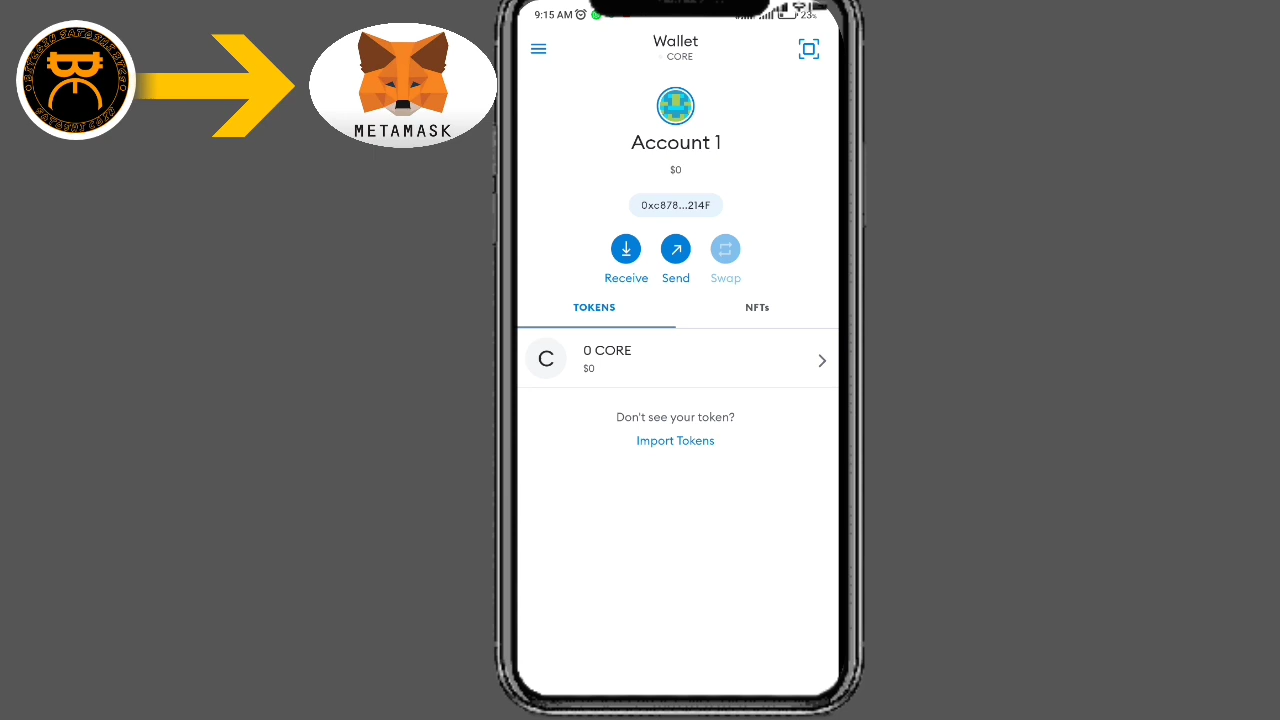 METAMASK
9:15 AM
23%
Wallet
CORE
Account 1
$0
0xc878...214F
Receive
Send
Swap
TOKENS
NFTs
C
0 CORE
$0
Don't see your token?
Import Tokens